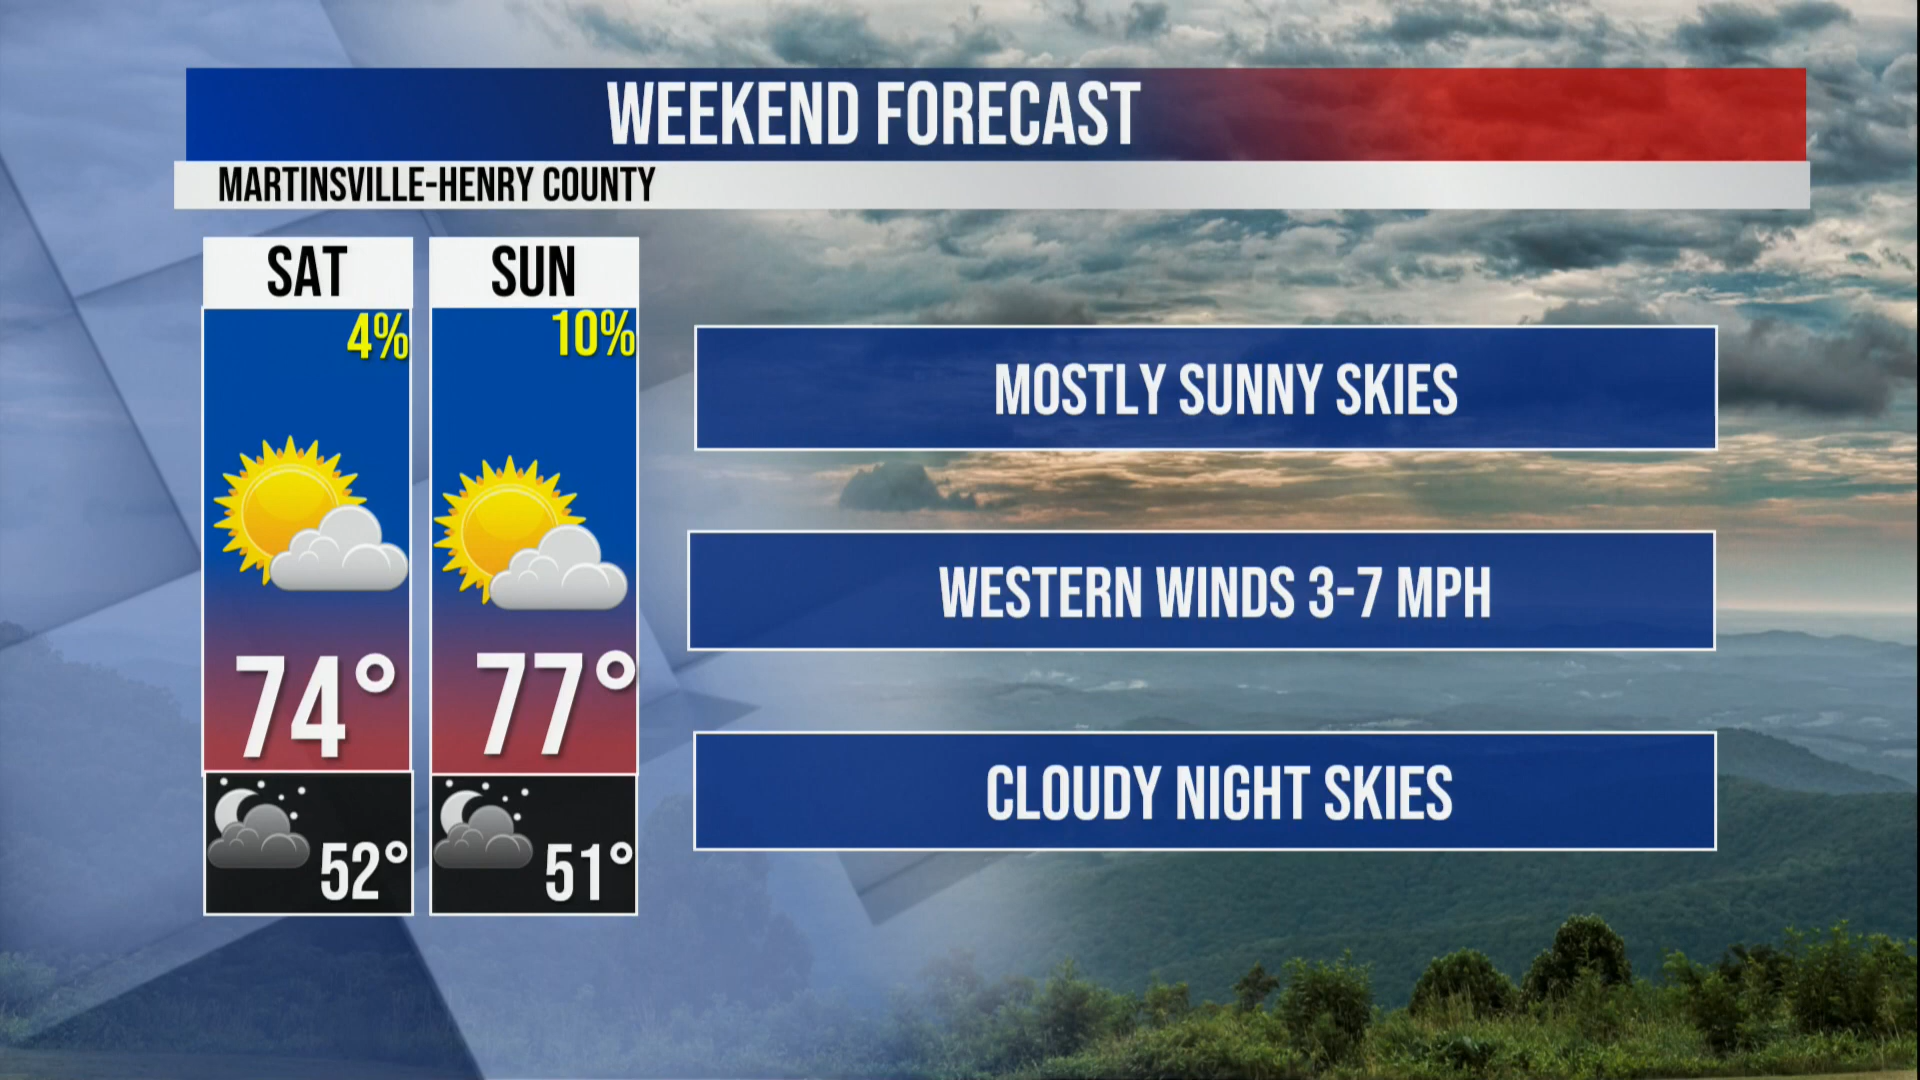 WEEKEND FORECAST
MARTINSVILLE-HENRY COUNTY
SAT
4%
74°
52°
SUN
10%
77°
51°
MOSTLY SUNNY SKIES
WESTERN WINDS 3-7 MPH
CLOUDY NIGHT SKIES